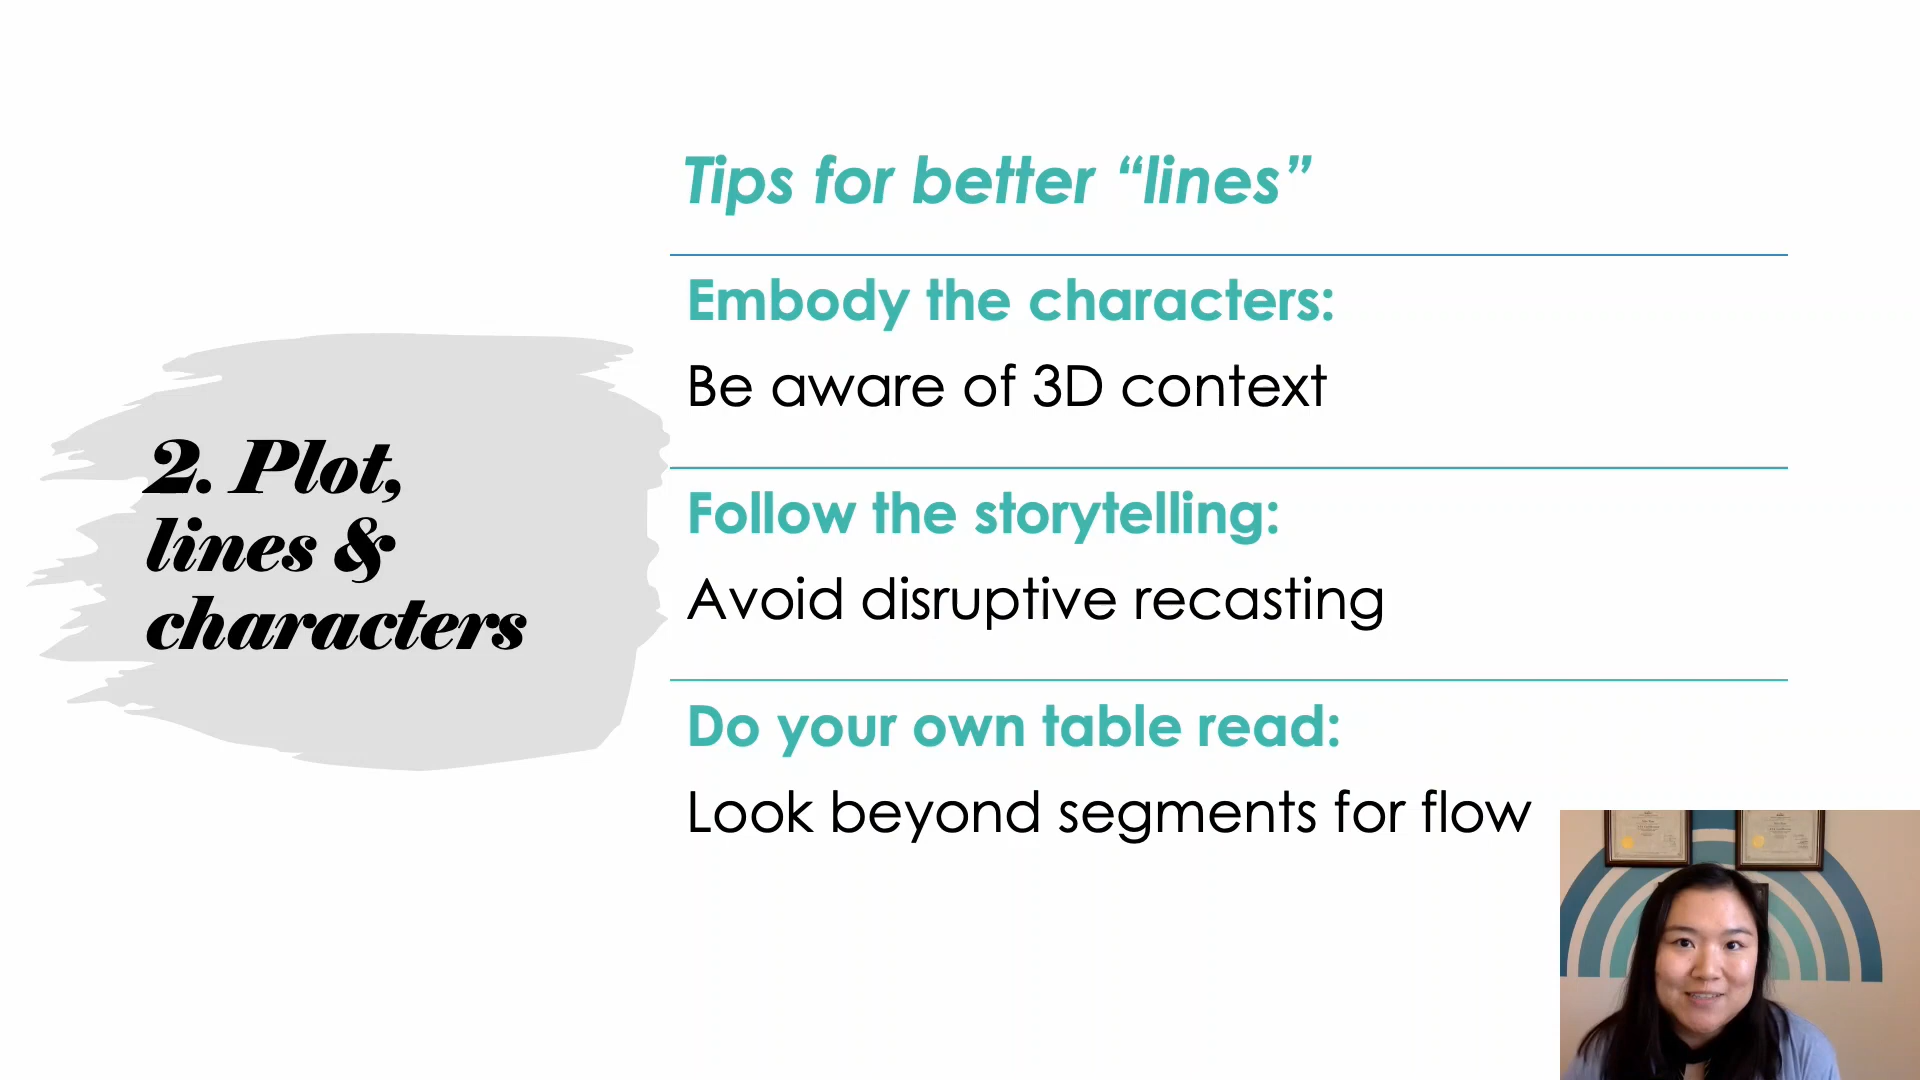 2. Plot,
lines &
characters
Tips for better “lines”
Embody the characters:
Be aware of 3D context
Follow the storytelling:
Avoid disruptive recasting
Do your own table read:
Look beyond segments for flow